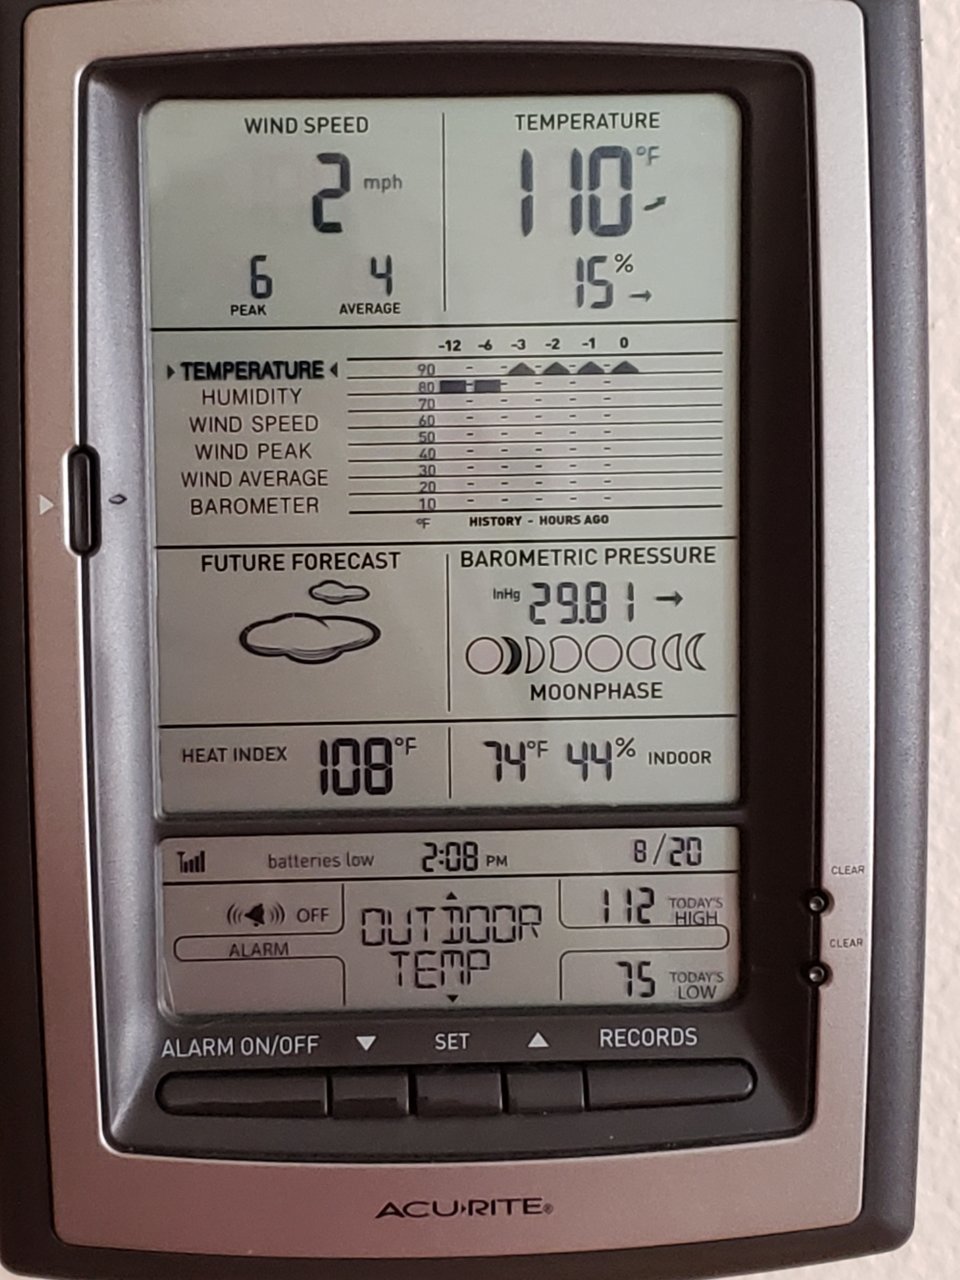 WIND SPEED TEMPERATURE
2 mph 110 °F
6 4 15 %
PEAK AVERAGE
-12 -6 -3 -2 -1 0
TEMPERATURE 90
HUMIDITY 80
70
WIND SPEED 60
50
WIND PEAK 40
WIND AVERAGE 30
20
BAROMETER 10
°F HISTORY - HOURS AGO
FUTURE FORECAST BAROMETRIC PRESSURE
InHg 29.81
MOONPHASE
HEAT INDEX 108 °F 74 °F 44 % INDOOR
batteries low 2:08 PM 8/20
OFF OUTDOOR 112 TODAY'S HIGH
ALARM TEMP 75 TODAY'S LOW
CLEAR
CLEAR
ALARM ON/OFF SET RECORDS
ACU›RITE®